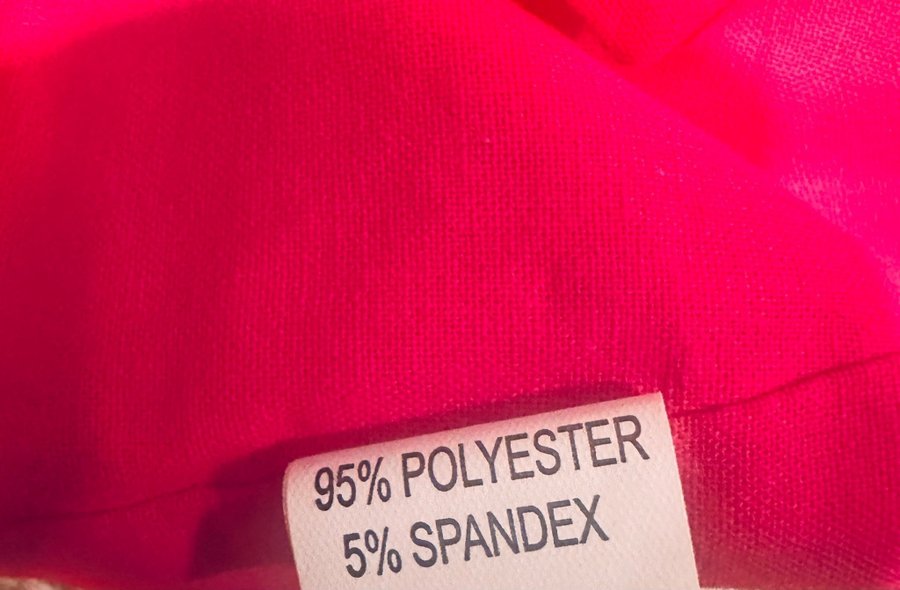 95% POLYESTER
5% SPANDEX